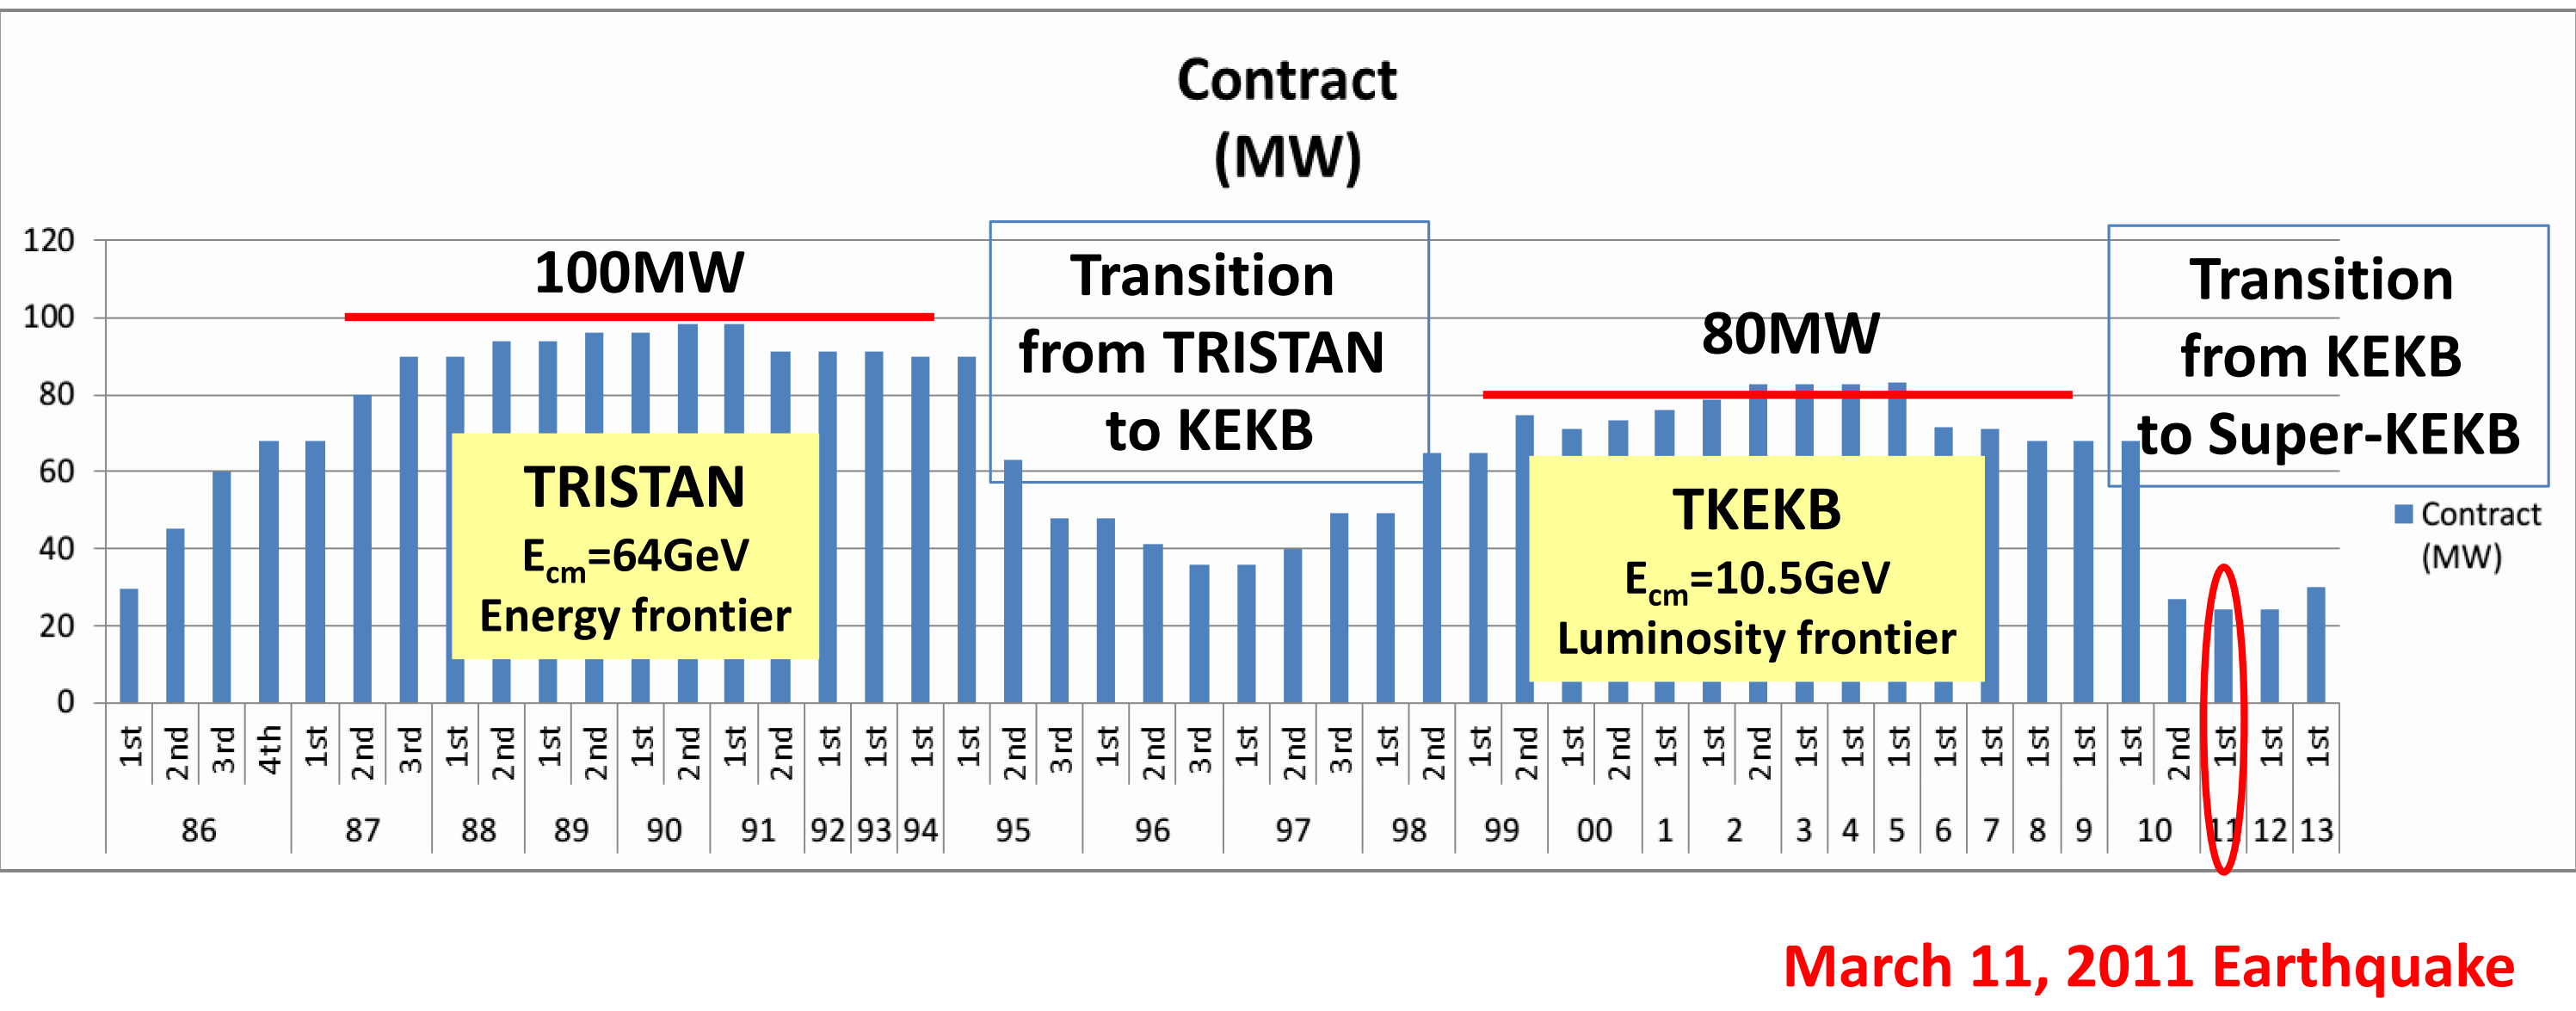 Contract
(MW)
120
100
80
60
40
20
0
100MW
80MW
Transition
from TRISTAN
to KEKB
Transition
from KEKB
to Super-KEKB
TRISTAN
Ecm=64GeV
Energy frontier
TKEKB
Ecm=10.5GeV
Luminosity frontier
Contract
(MW)
1st 2nd 3rd 4th 1st 2nd 3rd 1st 2nd 1st 2nd 1st 2nd 1st 2nd 1st 1st 1st 1st 2nd 3rd 1st 2nd 3rd 1st 2nd 3rd 1st 2nd 1st 2nd 1st 2nd 1st 1st 2nd 1st 1st 1st 1st 1st 1st 1st 1st 2nd 1st 1st 1st
86 87 88 89 90 91 92 93 94 95 96 97 98 99 00 1 2 3 4 5 6 7 8 9 10 11 12 13
March 11, 2011 Earthquake